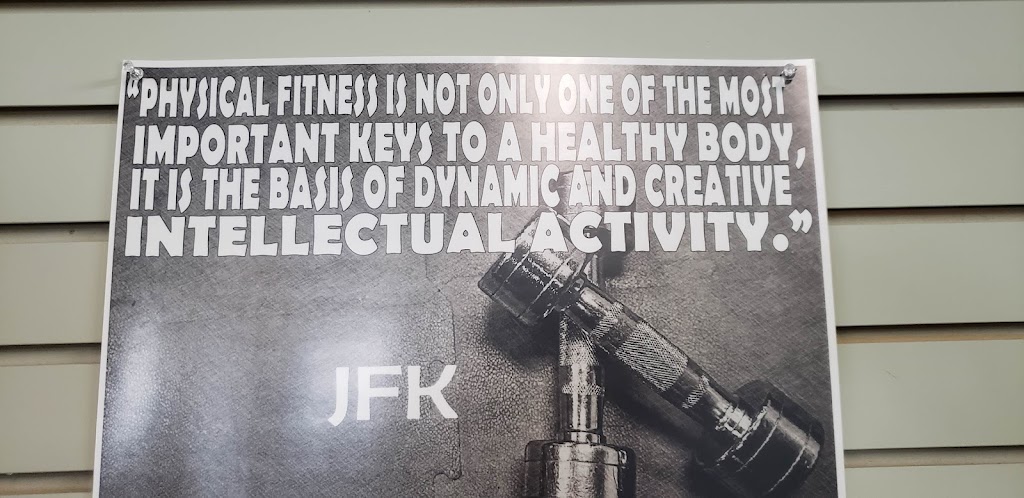 “PHYSICAL FITNESS IS NOT ONLY ONE OF THE MOST
IMPORTANT KEYS TO A HEALTHY BODY,
IT IS THE BASIS OF DYNAMIC AND CREATIVE
INTELLECTUAL ACTIVITY.”
JFK